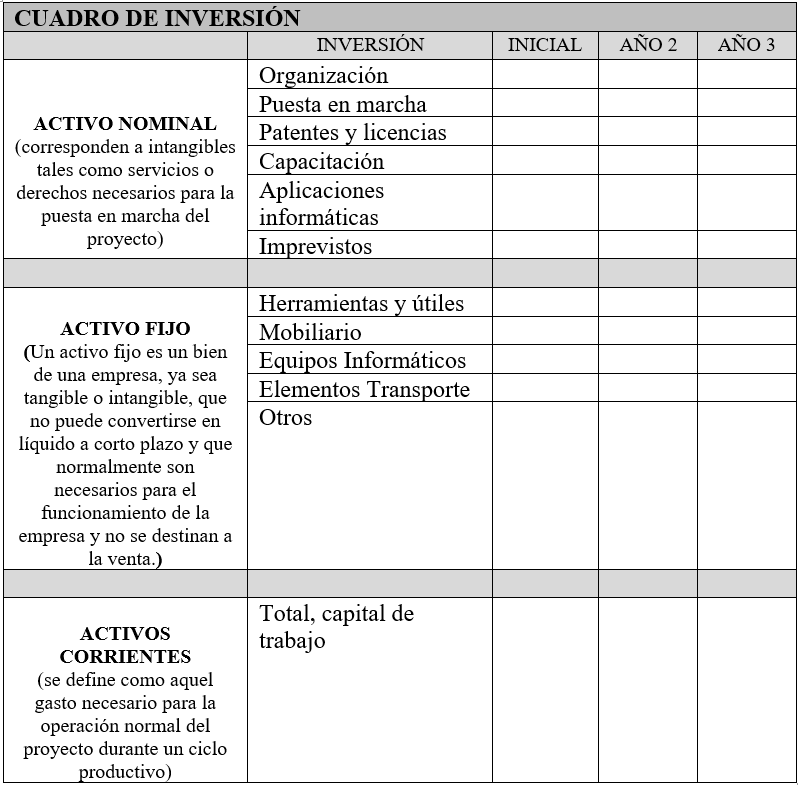 CUADRO DE INVERSIÓN
INVERSIÓN INICIAL AÑO 2 AÑO 3
ACTIVO NOMINAL
(corresponden a intangibles
tales como servicios o
derechos necesarios para la
puesta en marcha del
proyecto)
Organización
Puesta en marcha
Patentes y licencias
Capacitación
Aplicaciones
informáticas
Imprevistos
ACTIVO FIJO
(Un activo fijo es un bien
de una empresa, ya sea
tangible o intangible, que
no puede convertirse en
líquido a corto plazo y que
normalmente son
necesarios para el
funcionamiento de la
empresa y no se destinan a
la venta.)
Herramientas y útiles
Mobiliario
Equipos Informáticos
Elementos Transporte
Otros
ACTIVOS
CORRIENTES
(se define como aquel
gasto necesario para la
operación normal del
proyecto durante un ciclo
productivo)
Total, capital de
trabajo